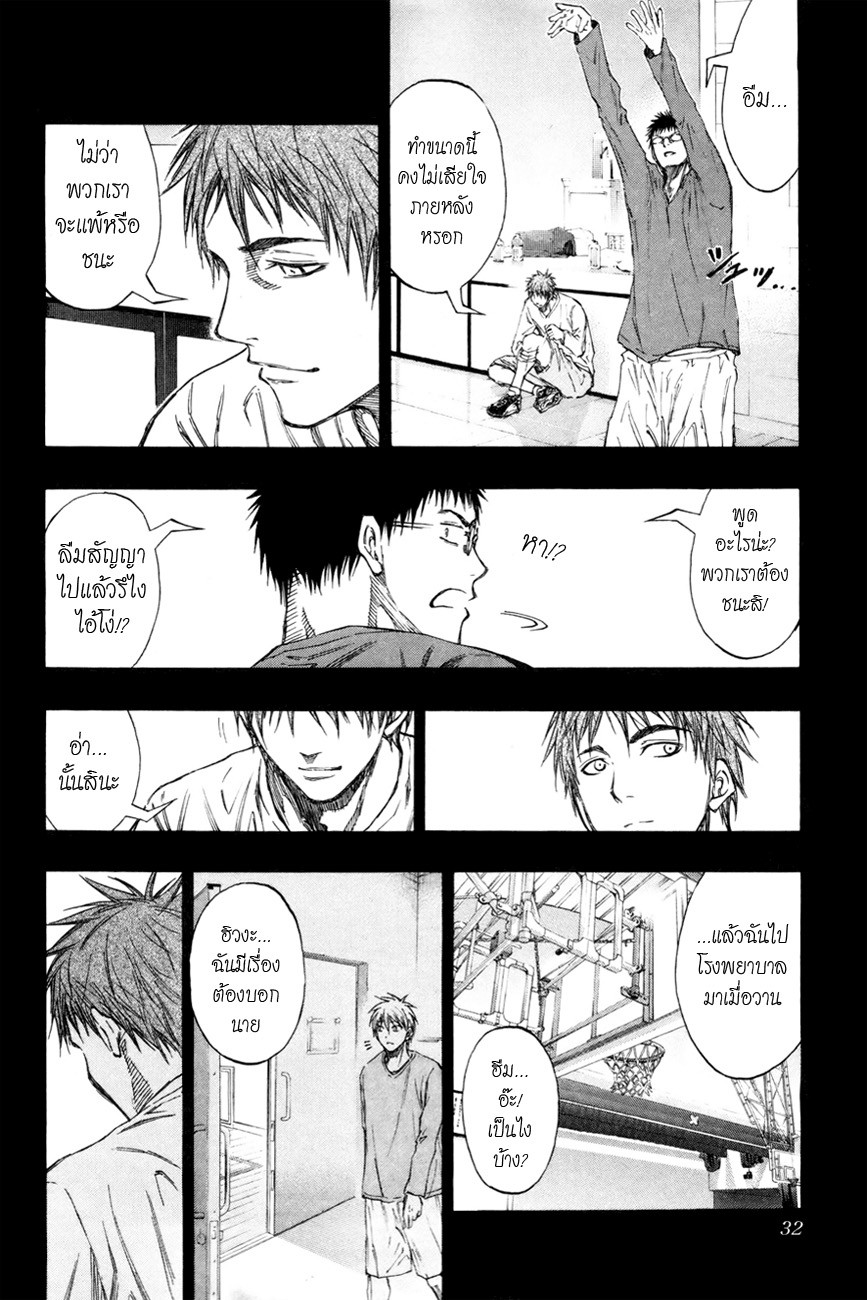 อืม...
ทำขนาดนี้
คงไม่เสียใจ
ภายหลัง
หรอก
ไม่ว่า
พวกเรา
จะแพ้หรือ
ชนะ
พูด
อะไรน่ะ?
พวกเราต้อง
ชนะสิ!
หา!?
ลืมสัญญา
ไปแล้วรึไง
ไอ้โง่!?
อ่า...
นั้นสินะ
...แล้วฉันไป
โรงพยาบาล
มาเมื่อวาน
ฮืม...
อ๊ะ!
เป็นไง
บ้าง?
ฮิวงะ...
ฉันมีเรื่อง
ต้องบอก
นาย
32